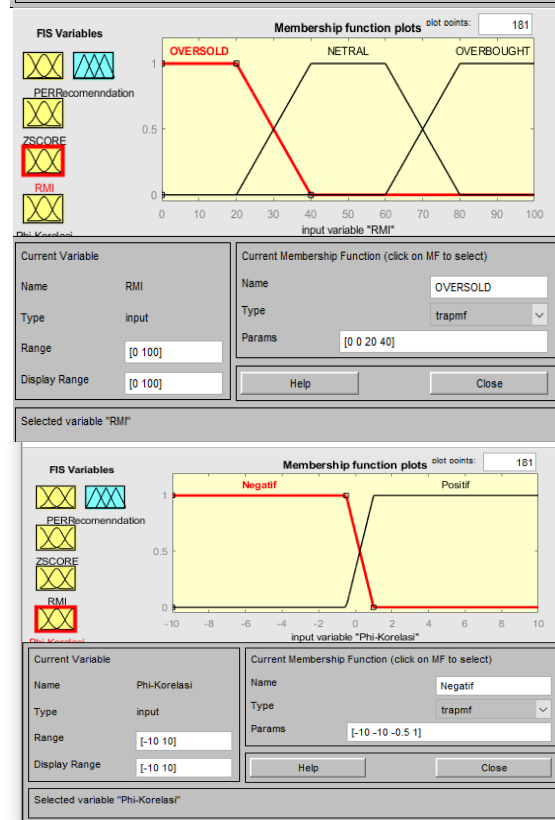 FIS Variables
Membership function plots plot points: 181
OVERSOLD NETRAL OVERBOUGHT
PERRecomenndation
ZSCORE
RMI
Phi-Korelasi
1
0.5
0
0 10 20 30 40 50 60 70 80 90 100
input variable "RMI"
Current Variable
Name RMI
Type input
Range [0 100]
Display Range [0 100]
Current Membership Function (click on MF to select)
Name OVERSOLD
Type trapmf
Params [0 0 20 40]
Help Close
Selected variable "RMI"
FIS Variables
Membership function plots plot points: 181
Negatif Positif
PERRecomenndation
ZSCORE
RMI
Phi-Korelasi
1
0.5
0
-10 -8 -6 -4 -2 0 2 4 6 8 10
input variable "Phi-Korelasi"
Current Variable
Name Phi-Korelasi
Type input
Range [-10 10]
Display Range [-10 10]
Current Membership Function (click on MF to select)
Name Negatif
Type trapmf
Params [-10 -10 -0.5 1]
Help Close
Selected variable "Phi-Korelasi"